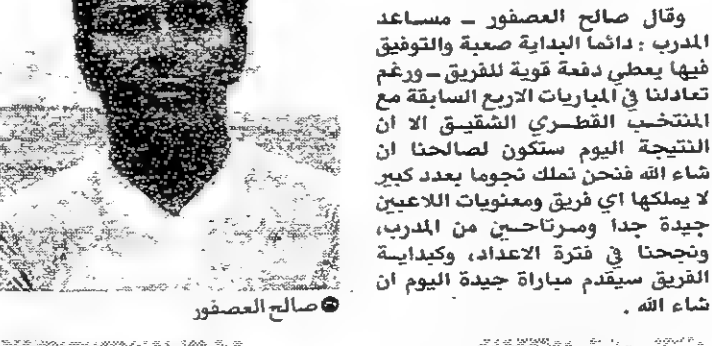 وقال صالح العصفور ـ مساعد
المدرب : دائما البداية صعبة والتوفيق
فيها يعطي دفعة قوية للفريق ـ ورغم
تعادلنا في المباريات الاربع السابقة مع
المنتخب القطري الشقيق الا ان
النتيجة اليوم ستكون لصالحنا ان
شاء الله فنحن نملك نجوما بعدد كبير
لا يملكها اي فريق ومعنويات اللاعبين
جيدة جدا ومرتاحين من المدرب،
ونجحنا في فترة الاعداد، وكبداية
الفريق سيقدم مباراة جيدة اليوم ان
شاء الله .
صالح العصفور